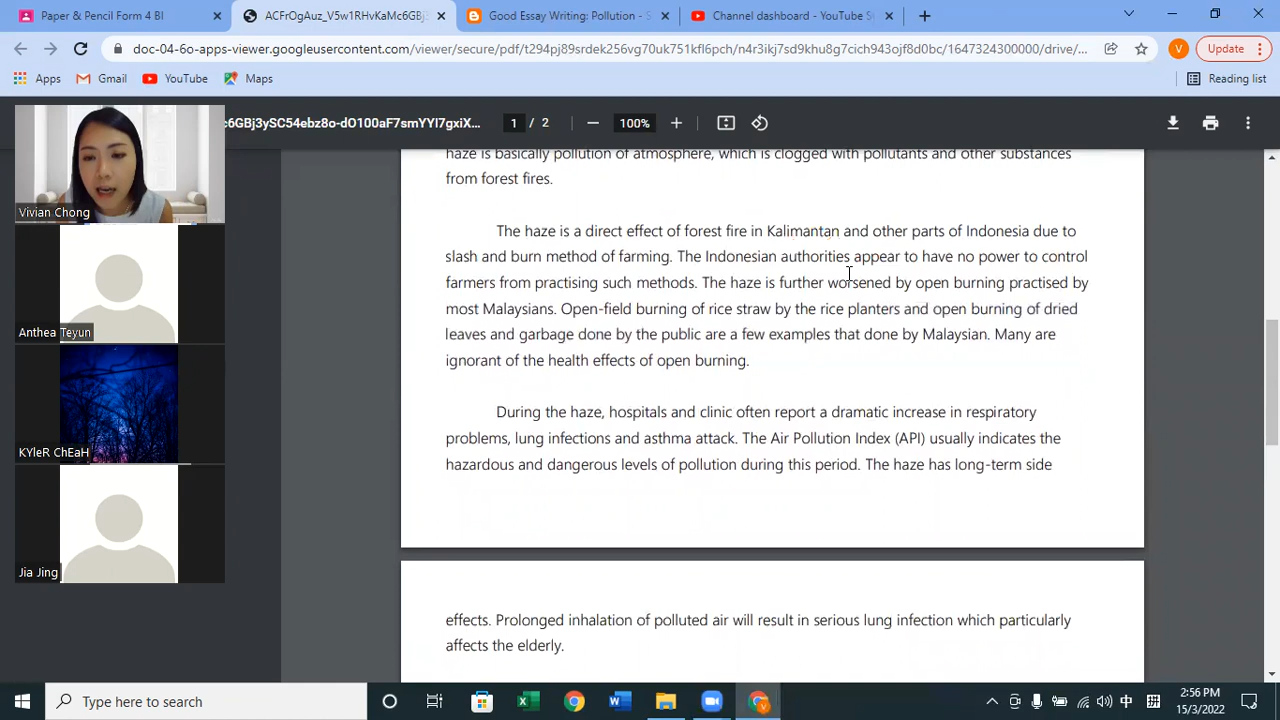 Paper & Pencil Form 4 BI
ACFrOgAuz_V5w1RHvKaMc6GBj
Good Essay Writing: Pollution - S
Channel dashboard - YouTube St
doc-04-6o-apps-viewer.googleusercontent.com/viewer/secure/pdf/t294pj89srdek256vg70uk751kfl6pch/n4r3ikj7sd9khu8g7cich943ojf8d0bc/1647324300000/drive/...
V
Update
Apps
Gmail
YouTube
Maps
Reading list
c6GBj3ySC54ebz8o-dO100aF7smYYI7gxiX...
1 / 2
100%
haze is basically pollution of atmosphere, which is clogged with pollutants and other substances
from forest fires.
The haze is a direct effect of forest fire in Kalimantan and other parts of Indonesia due to
slash and burn method of farming. The Indonesian authorities appear to have no power to control
farmers from practising such methods. The haze is further worsened by open burning practised by
most Malaysians. Open-field burning of rice straw by the rice planters and open burning of dried
leaves and garbage done by the public are a few examples that done by Malaysian. Many are
ignorant of the health effects of open burning.
During the haze, hospitals and clinic often report a dramatic increase in respiratory
problems, lung infections and asthma attack. The Air Pollution Index (API) usually indicates the
hazardous and dangerous levels of pollution during this period. The haze has long-term side
effects. Prolonged inhalation of polluted air will result in serious lung infection which particularly
affects the elderly.
Vivian Chong
Anthea Teyun
KYleR ChEaH
Jia Jing
Type here to search
中
拼
2:56 PM
15/3/2022